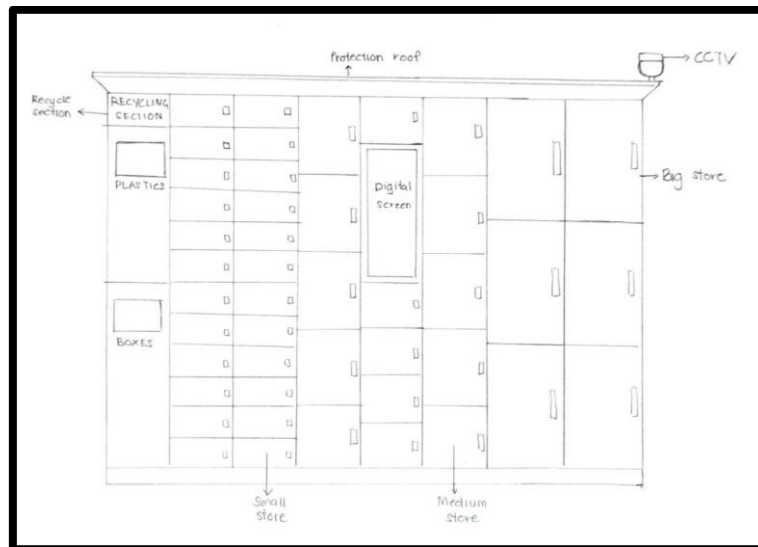 Protection roof
CCTV
Recycle
section
RECYCLING
SECTION
PLASTICS
Digital
screen
Big store
BOXES
Small
store
Medium
store